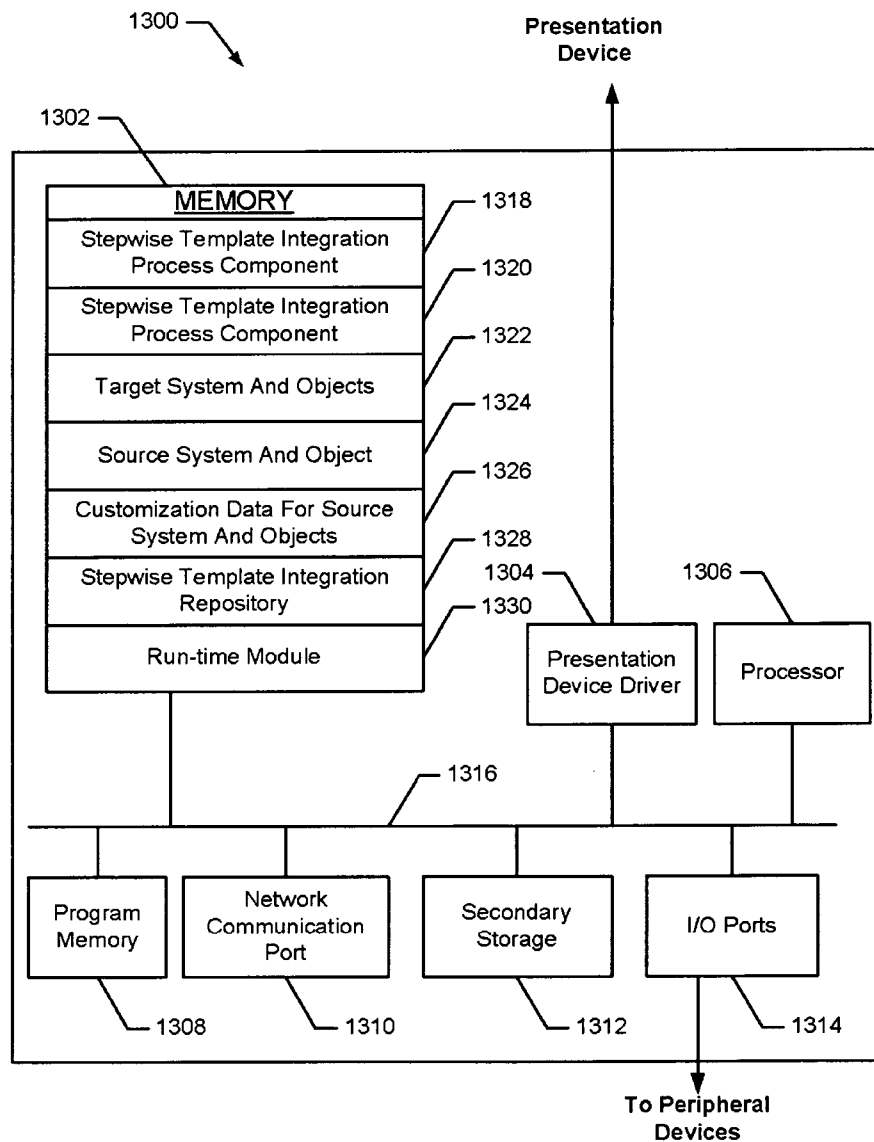 1300
Presentation
Device
1302
MEMORY
1318
Stepwise Template Integration
Process Component
1320
Stepwise Template Integration
Process Component
1322
Target System And Objects
1324
Source System And Object
1326
Customization Data For Source
System And Objects
1328
Stepwise Template Integration
Repository
1330
Run-time Module
1304
1306
Presentation
Device Driver
Processor
1316
Program
Memory
Network
Communication
Port
Secondary
Storage
I/O Ports
1308
1310
1312
1314
To Peripheral
Devices